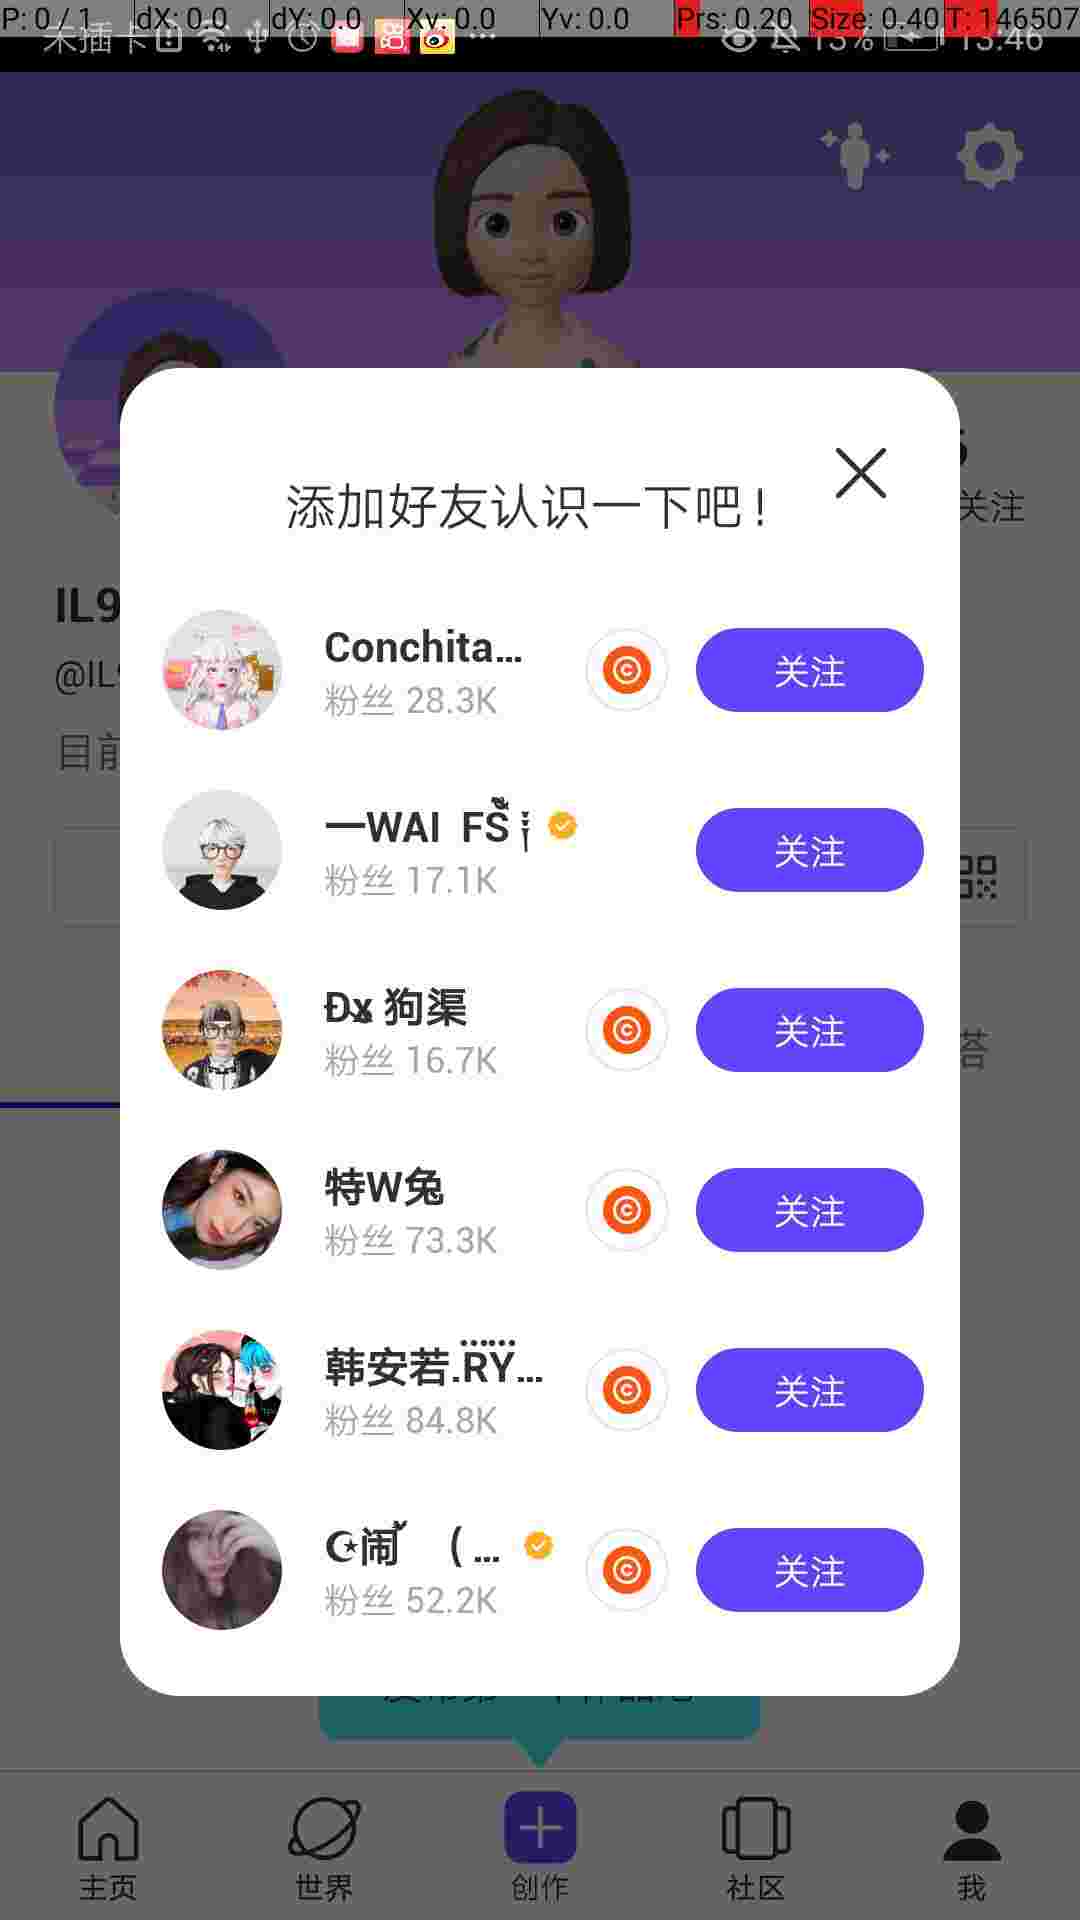 P: 0 / 1 dX: 0.0 dY: 0.0 Xv: 0.0 Yv: 0.0 Prs: 0.20 Size: 0.40 T: 146507
未插卡 13% 13:46
添加好友认识一下吧!
关注
IL9
@IL9
目前
Conchita...
粉丝 28.3K
关注
一WAI FS
粉丝 17.1K
关注
Đx 狗渠
粉丝 16.7K
关注
答
特W兔
粉丝 73.3K
关注
韩安若.RY...
粉丝 84.8K
关注
☪闹 ( ...
粉丝 52.2K
关注
主页 世界 创作 社区 我